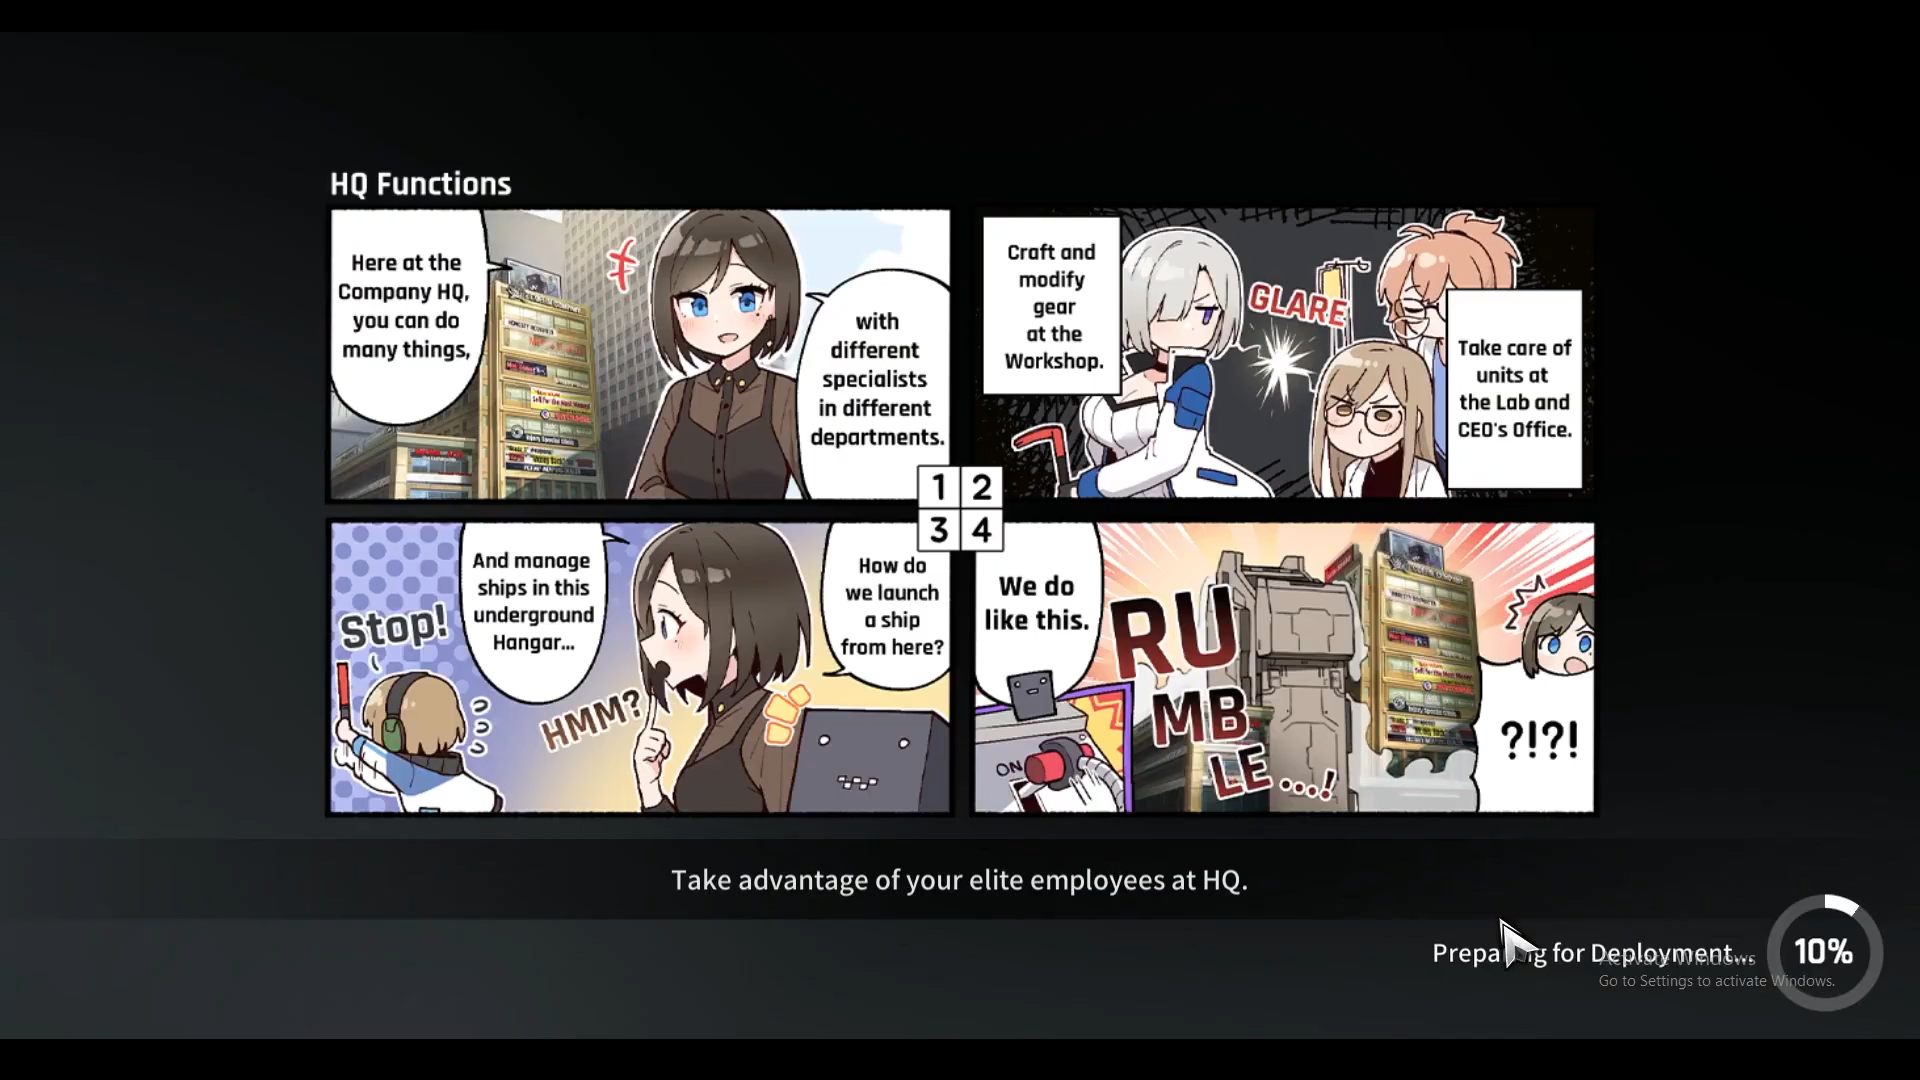 HQ Functions
Here at the
Company HQ,
you can do
many things,
with
different
specialists
in different
departments.
Craft and
modify
gear
at the
Workshop.
GLARE
Take care of
units at
the Lab and
CEO's Office.
1 2
3 4
Stop!
And manage
ships in this
underground
Hangar...
HMM?
How do
we launch
a ship
from here?
We do
like this.
ON
RU
MB
LE...!
?!?!
Take advantage of your elite employees at HQ.
for Deployment...
10%
Activate Windows
Go to Settings to activate Windows.